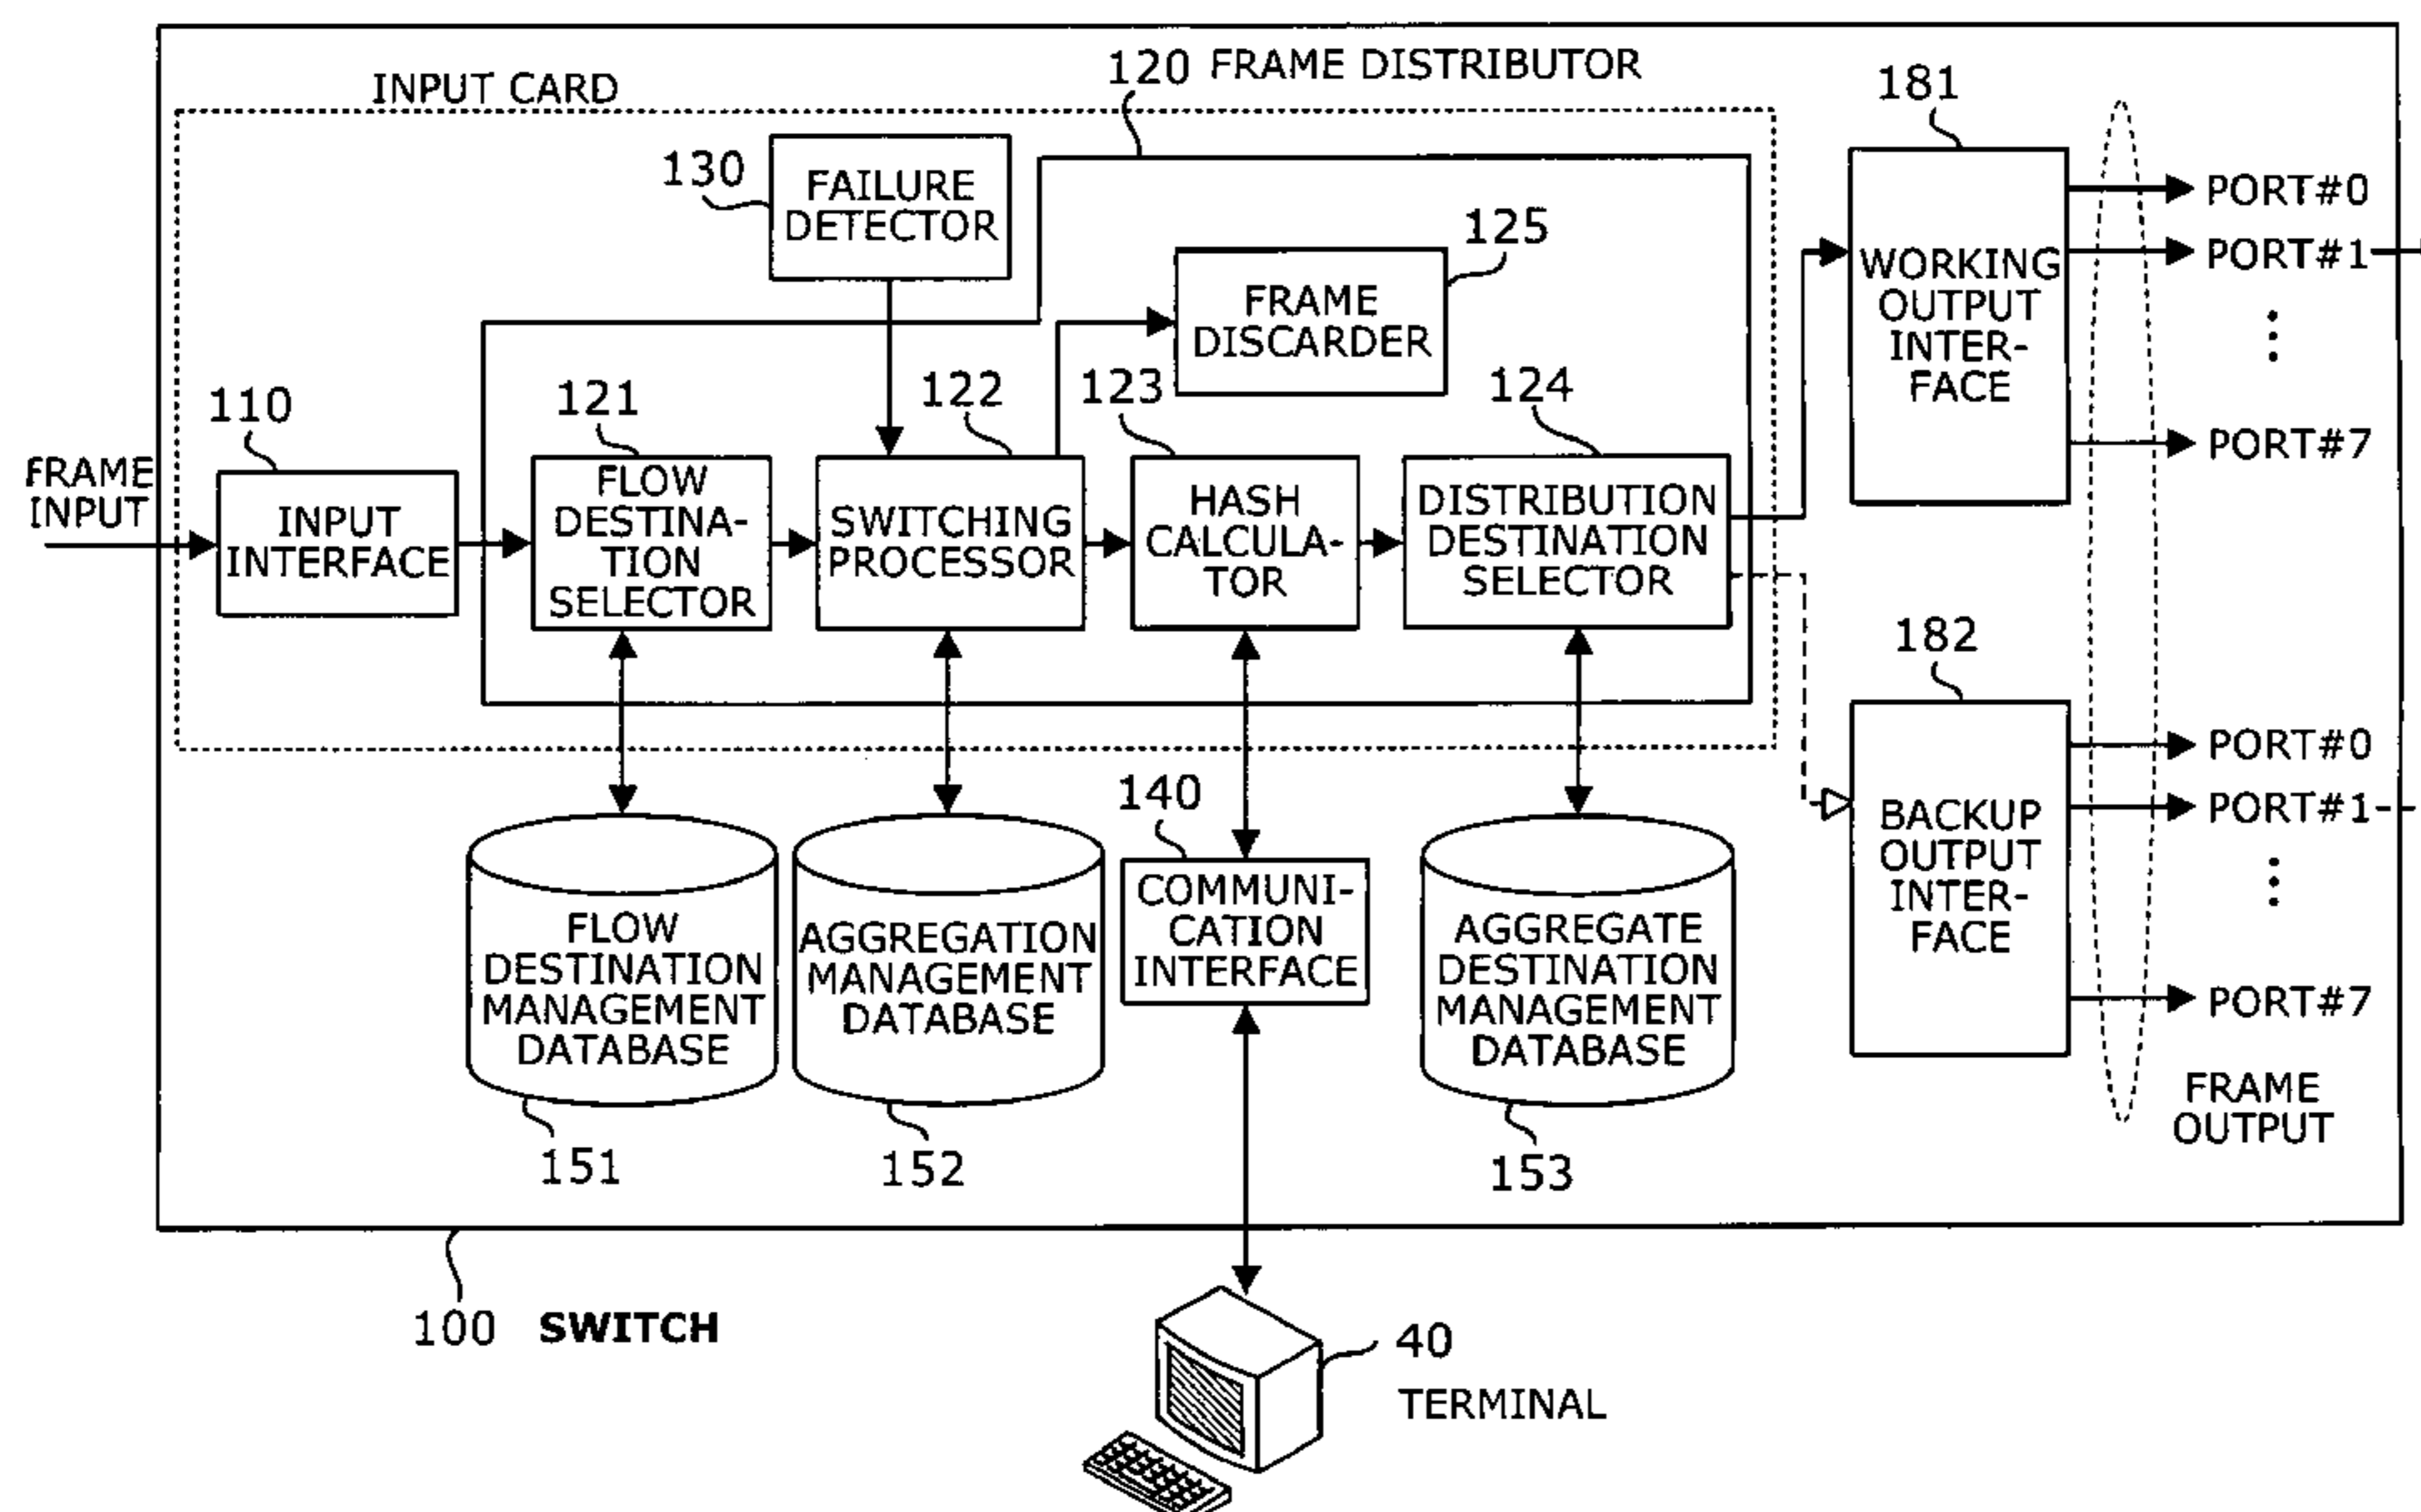 120 FRAME DISTRIBUTOR
INPUT CARD
181
130
FAILURE
DETECTOR
125
PORT#0
PORT#1
WORKING
OUTPUT
INTER-
FACE
FRAME
DISCARDER
PORT#7
110
121
122
123
124
FRAME
INPUT
INPUT
INTERFACE
FLOW
DESTINA-
TION
SELECTOR
SWITCHING
PROCESSOR
HASH
CALCULA-
TOR
DISTRIBUTION
DESTINATION
SELECTOR
182
PORT#0
PORT#1
BACKUP
OUTPUT
INTER-
FACE
PORT#7
140
FLOW
DESTINATION
MANAGEMENT
DATABASE
AGGREGATION
MANAGEMENT
DATABASE
COMMUNI-
CATION
INTERFACE
AGGREGATE
DESTINATION
MANAGEMENT
DATABASE
FRAME
OUTPUT
151
152
153
100 SWITCH
40
TERMINAL